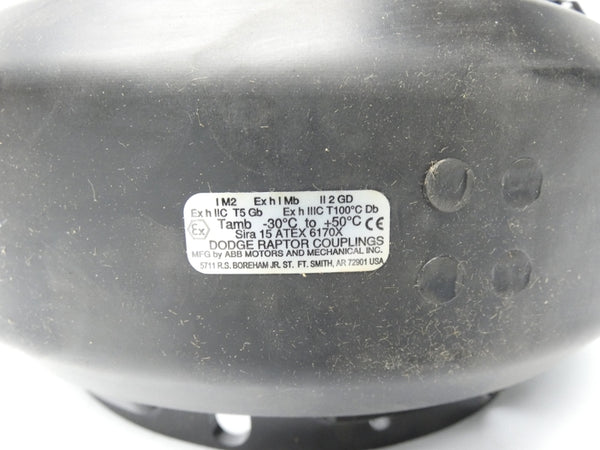 I M2 Ex h I Mb II 2 GD
Ex h IIC T5 Gb Ex h IIIC T100°C Db
Ex Tamb -30°C to +50°C CE
Sira 15 ATEX 6170X
DODGE RAPTOR COUPLINGS
MFG by ABB MOTORS AND MECHANICAL INC.
5711 R.S. BOREHAM JR. ST. FT. SMITH, AR 72901 USA